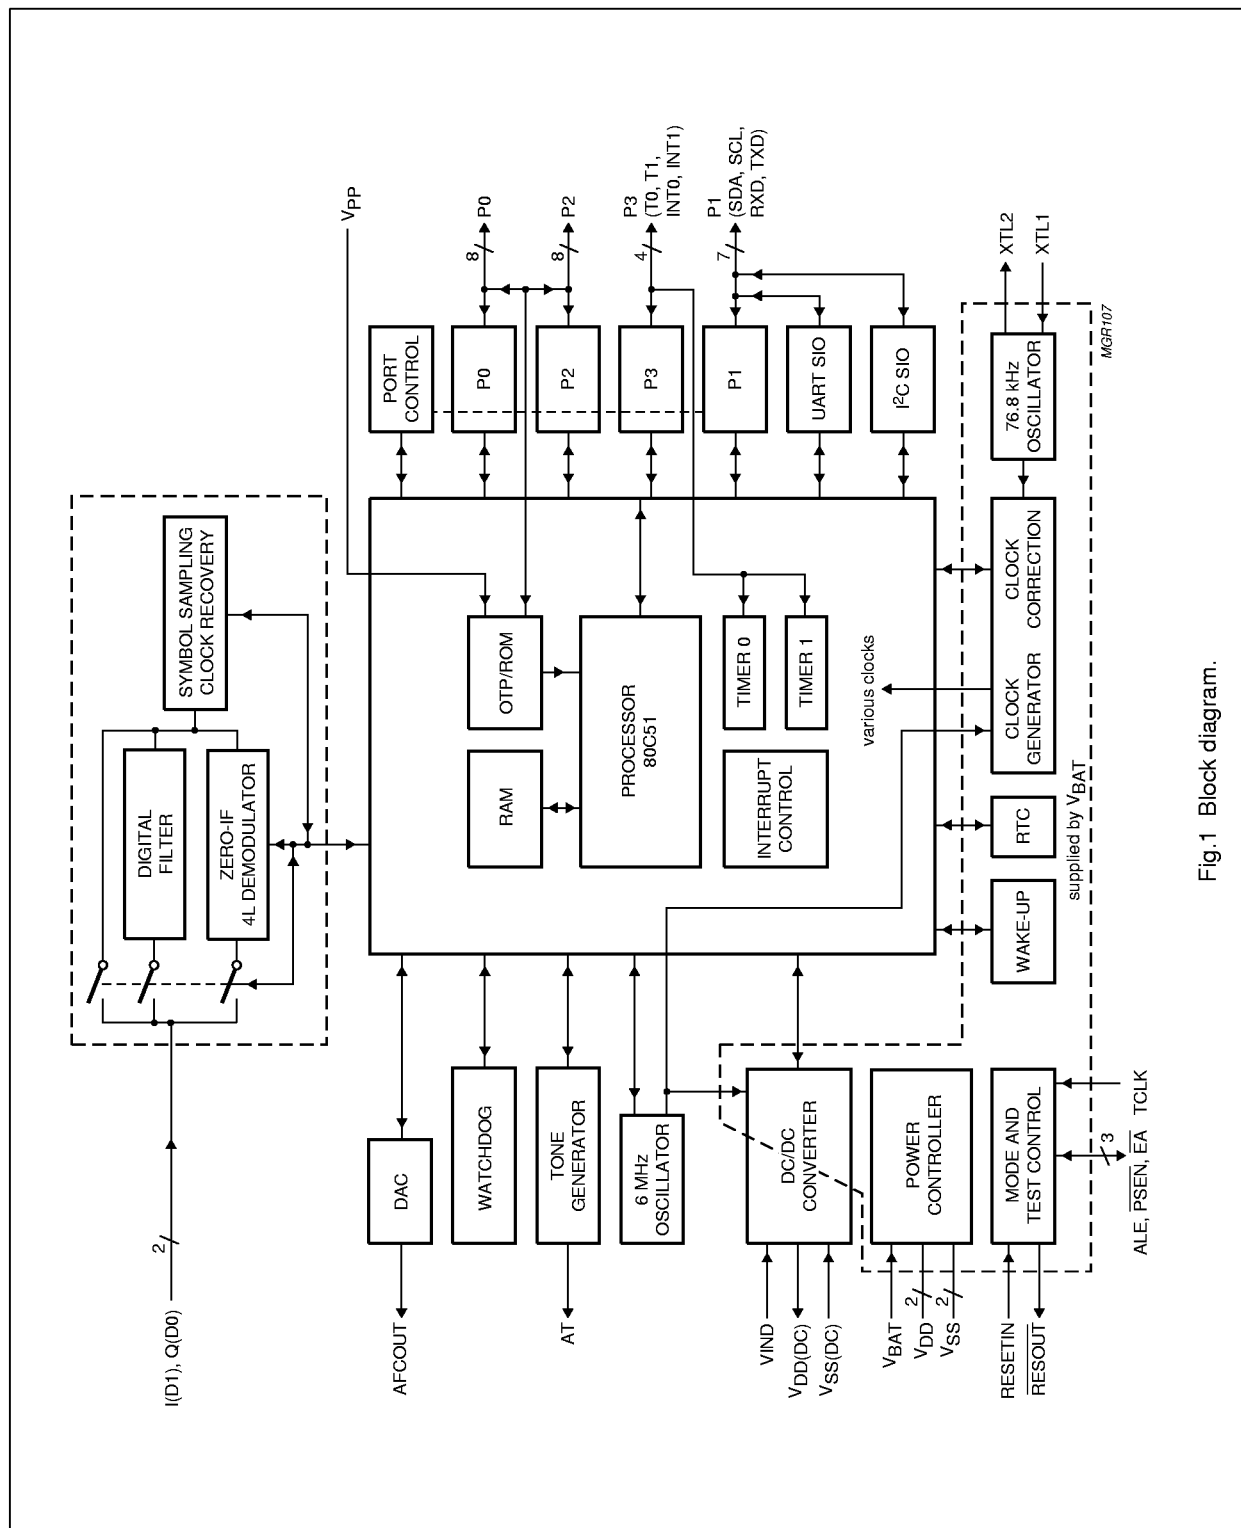 I(D1), Q(D0)
2
DIGITAL
FILTER
ZERO-IF
4L DEMODULATOR
SYMBOL SAMPLING
CLOCK RECOVERY
VPP
AFCOUT
DAC
WATCHDOG
AT
TONE
GENERATOR
6 MHz
OSCILLATOR
VIND
VDD(DC)
VSS(DC)
DC/DC
CONVERTER
VBAT
VDD
VSS
2
2
POWER
CONTROLLER
RESETIN
R̅E̅S̅O̅U̅T̅
MODE AND
TEST CONTROL
3
ALE, P̅S̅E̅N̅, E̅A̅
TCLK
RAM
OTP/ROM
PROCESSOR
80C51
INTERRUPT
CONTROL
TIMER 0
TIMER 1
various clocks
PORT
CONTROL
P0
8
P0
P2
8
P2
P3
4
P3
(T0, T1,
INT0, INT1)
P1
7
P1
(SDA, SCL,
RXD, TXD)
UART SIO
I²C SIO
WAKE-UP
RTC
CLOCK
GENERATOR
CLOCK
CORRECTION
76.8 kHz
OSCILLATOR
XTL2
XTL1
supplied by VBAT
MGR107
Fig.1 Block diagram.